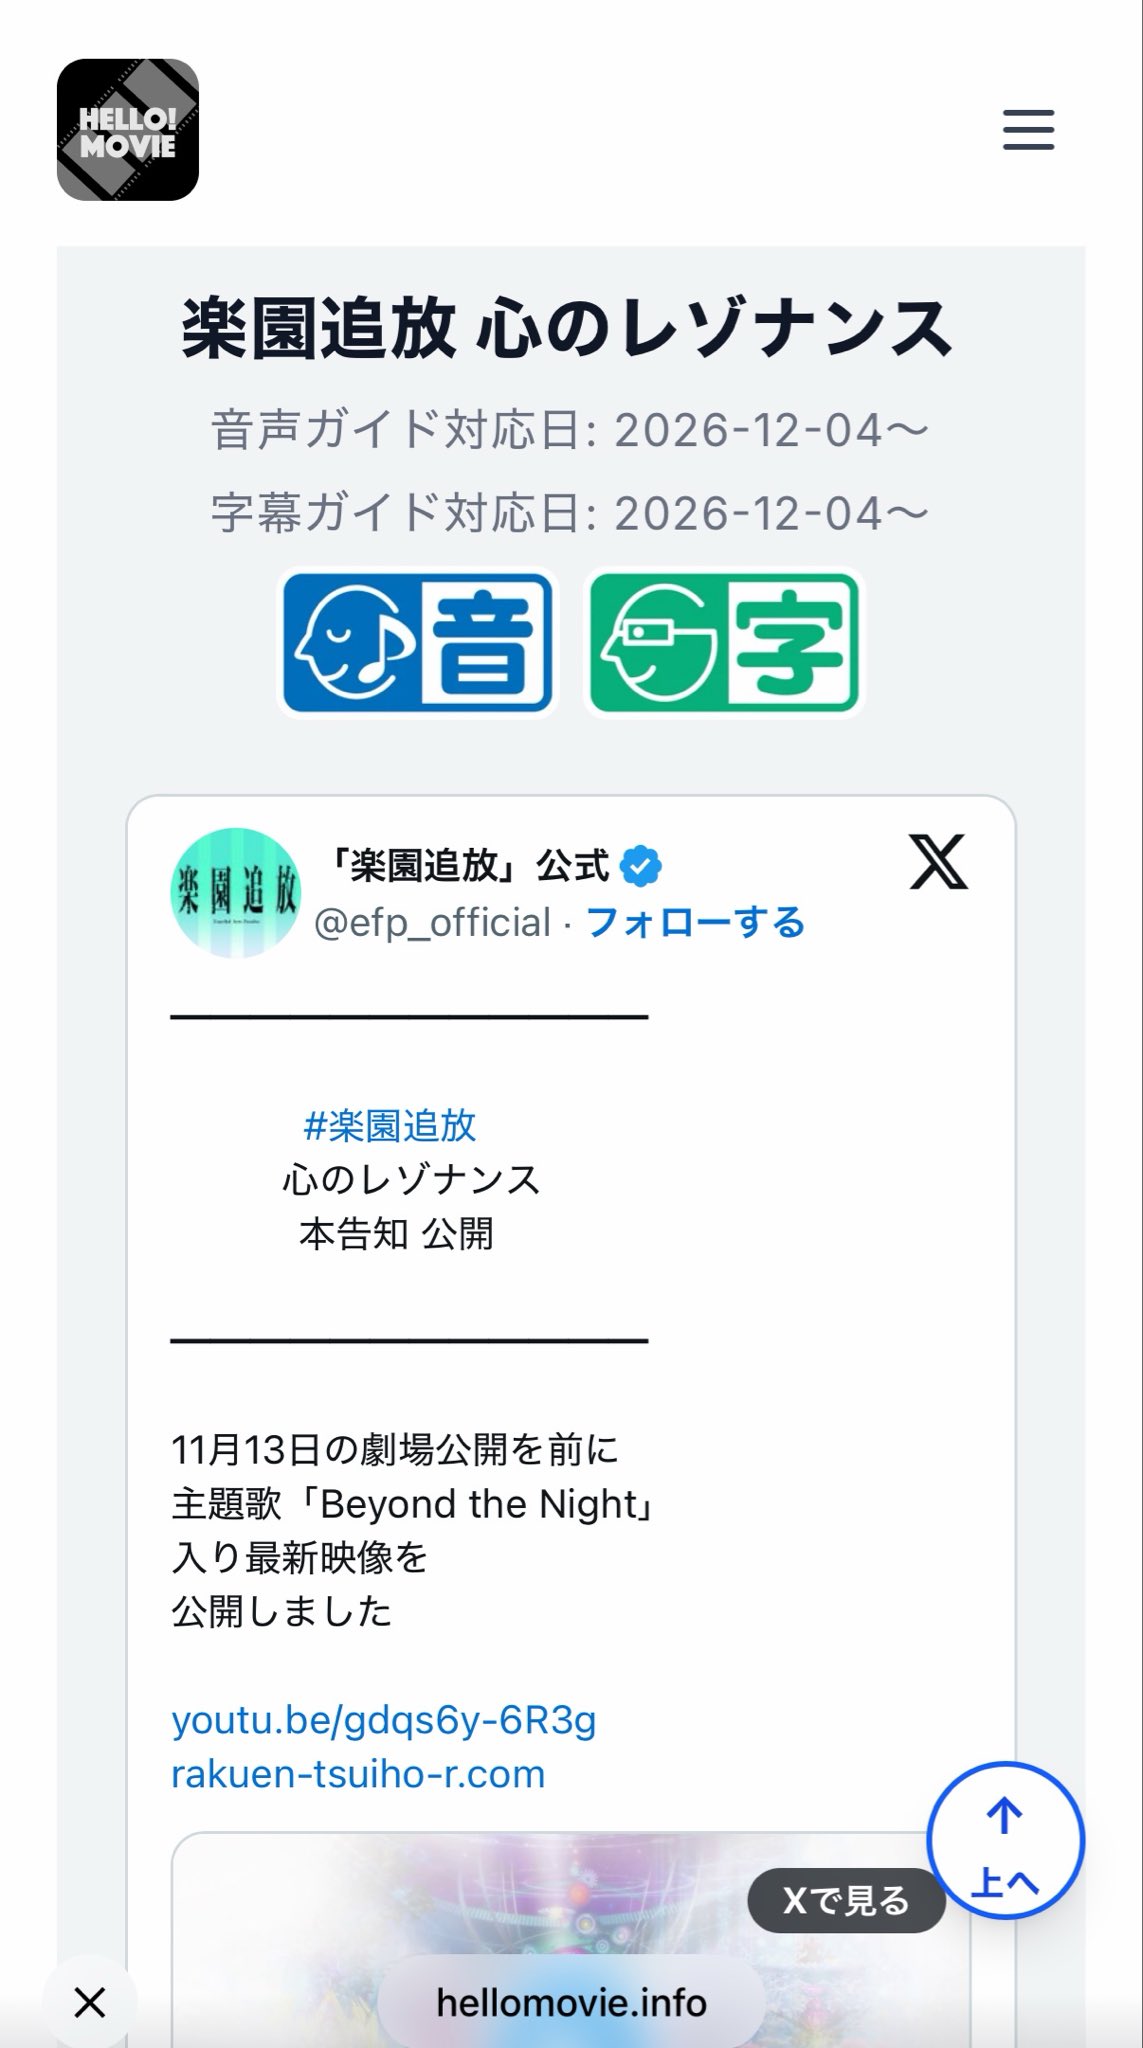 HELLO!
MOVIE
楽園追放 心のレゾナンス
音声ガイド対応日: 2026-12-04〜
字幕ガイド対応日: 2026-12-04〜
音
字
楽園追放
「楽園追放」公式
@efp_official · フォローする
#楽園追放
心のレゾナンス
本告知 公開
11月13日の劇場公開を前に
主題歌「Beyond the Night」
入り最新映像を
公開しました
youtu.be/gdqs6y-6R3g
rakuen-tsuiho-r.com
Xで見る
上へ
hellomovie.info